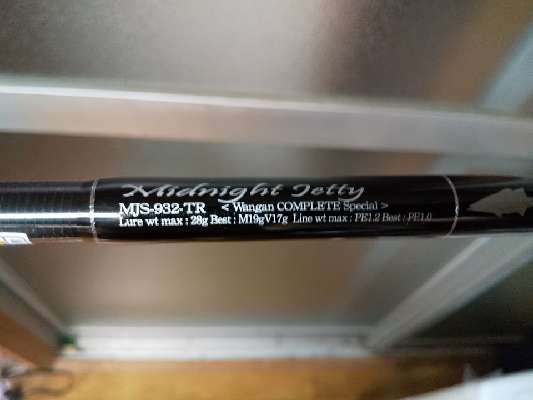 Midnight Jetty
MJS-932-TR < Wangan COMPLETE Special >
Lure wt max : 28g Best : M19gV17g Line wt max : PE1.2 Best : PE1.0